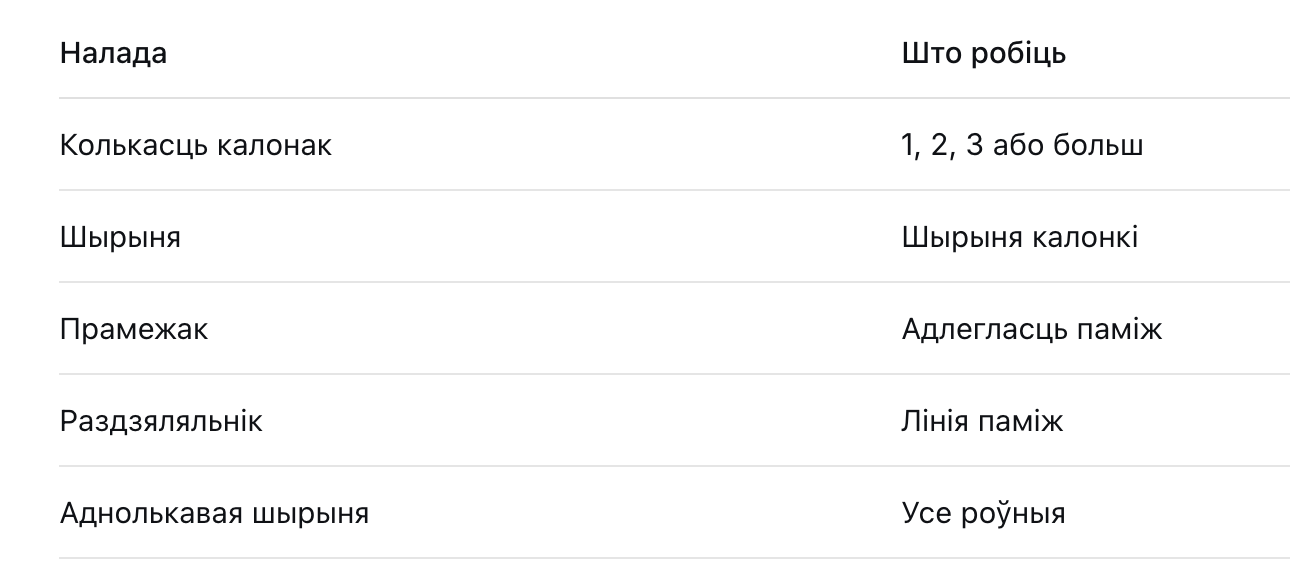 Налада Што робіць
Колькасць калонак 1, 2, 3 або больш
Шырыня Шырыня калонкі
Прамежак Адлегласць паміж
Раздзяляльнік Лінія паміж
Аднолькавая шырыня Усе роўныя